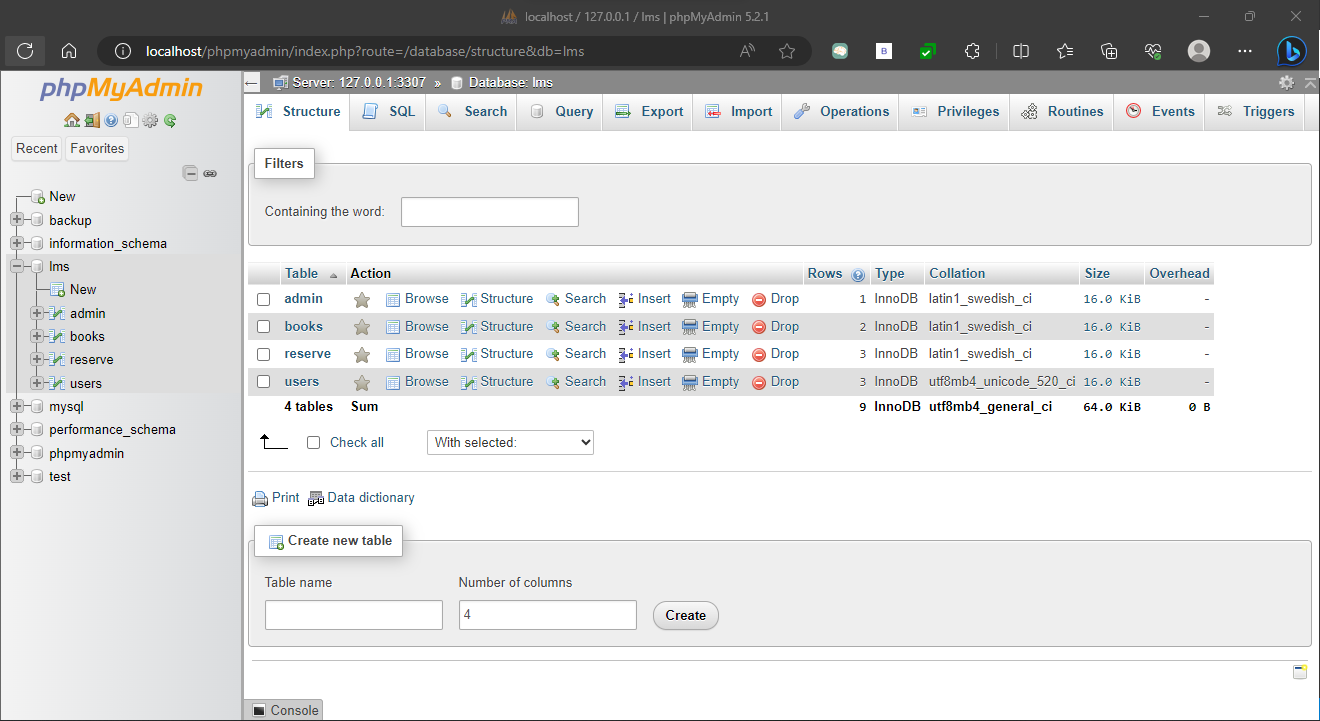 localhost / 127.0.0.1 / lms | phpMyAdmin 5.2.1
localhost/phpmyadmin/index.php?route=/database/structure&db=lms
phpMyAdmin
Recent Favorites
New
backup
information_schema
lms
New
admin
books
reserve
users
mysql
performance_schema
phpmyadmin
test
Server: 127.0.0.1:3307 » Database: lms
Structure SQL Search Query Export Import Operations Privileges Routines Events Triggers
Filters
Containing the word:
Table Action Rows Type Collation Size Overhead
admin Browse Structure Search Insert Empty Drop 1 InnoDB latin1_swedish_ci 16.0 KiB -
books Browse Structure Search Insert Empty Drop 2 InnoDB latin1_swedish_ci 16.0 KiB -
reserve Browse Structure Search Insert Empty Drop 3 InnoDB latin1_swedish_ci 16.0 KiB -
users Browse Structure Search Insert Empty Drop 3 InnoDB utf8mb4_unicode_520_ci 16.0 KiB -
4 tables Sum 9 InnoDB utf8mb4_general_ci 64.0 KiB 0 B
Check all With selected:
Print Data dictionary
Create new table
Table name Number of columns
4 Create
Console